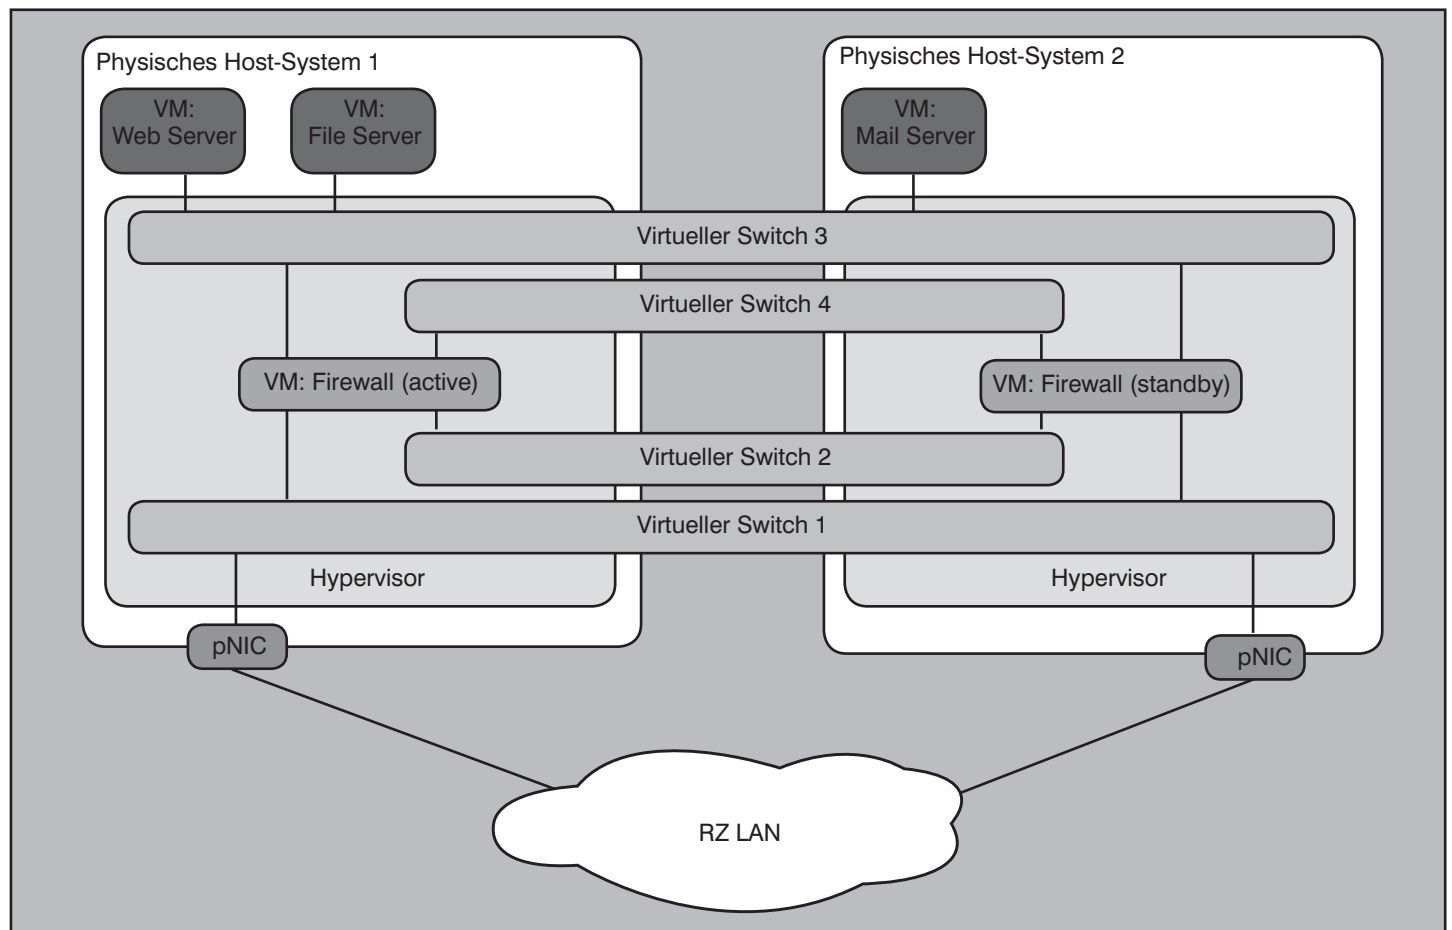 Physisches Host-System 1
Physisches Host-System 2
VM:
Web Server
VM:
File Server
VM:
Mail Server
Virtueller Switch 3
Virtueller Switch 4
VM: Firewall (active)
VM: Firewall (standby)
Virtueller Switch 2
Virtueller Switch 1
Hypervisor
Hypervisor
pNIC
pNIC
RZ LAN